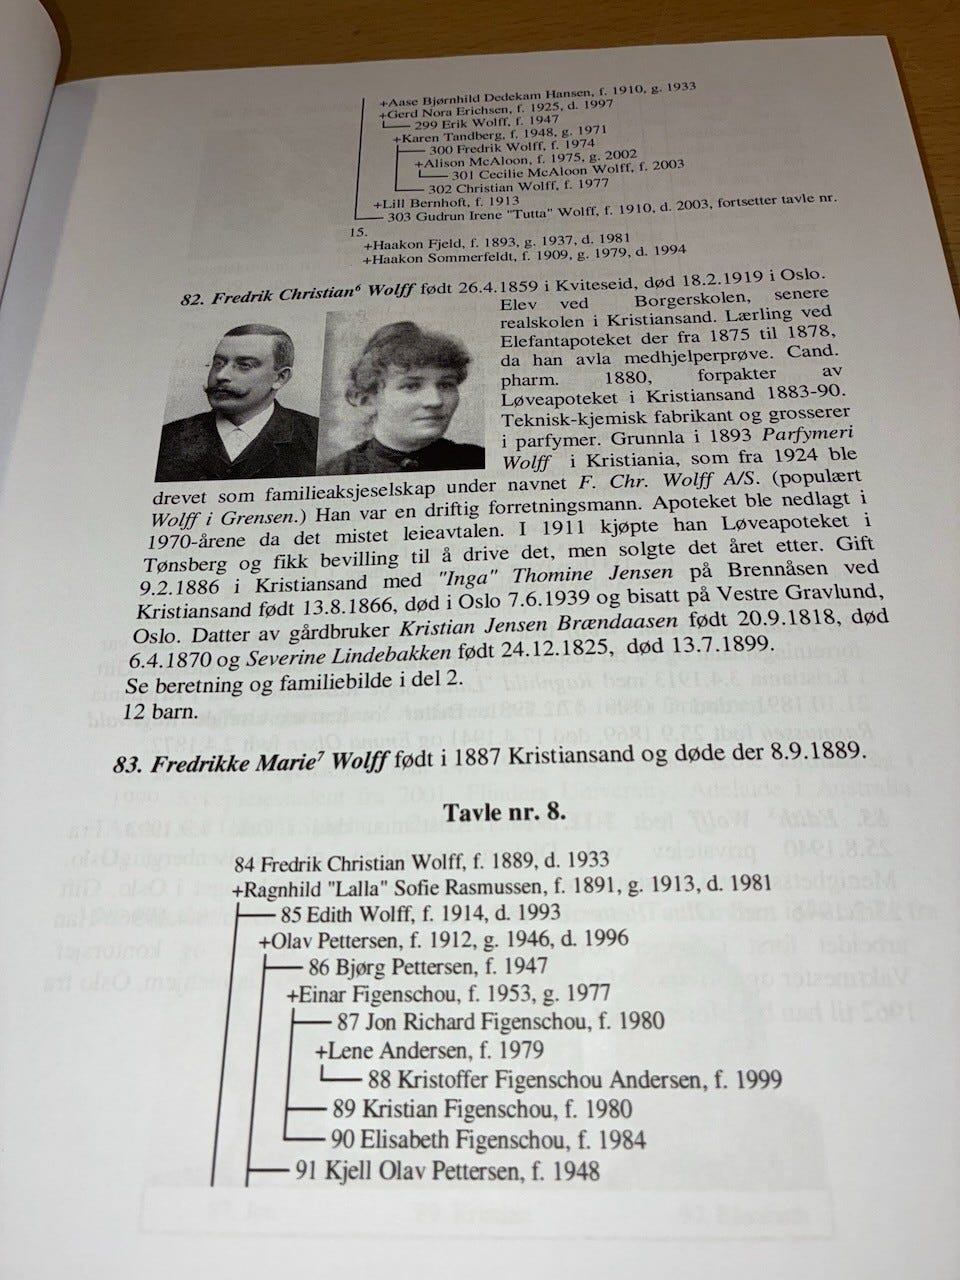 +Aase Bjørnhild Dedekam Hansen, f. 1910, g. 1933
+Gerd Nora Erichsen, f. 1925, d. 1997
299 Erik Wolff, f. 1947
+Karen Tandberg, f. 1948, g. 1971
300 Fredrik Wolff, f. 1974
+Alison McAloon, f. 1975, g. 2002
301 Cecilie McAloon Wolff, f. 2003
302 Christian Wolff, f. 1977
+Lill Bernhoft, f. 1913
303 Gudrun Irene "Tutta" Wolff, f. 1910, d. 2003, fortsetter tavle nr.
15.
+Haakon Fjeld, f. 1893, g. 1937, d. 1981
+Haakon Sommerfeldt, f. 1909, g. 1979, d. 1994
82. Fredrik Christian⁶ Wolff født 26.4.1859 i Kviteseid, død 18.2.1919 i Oslo.
Elev ved Borgerskolen, senere
realskolen i Kristiansand. Lærling ved
Elefantapoteket der fra 1875 til 1878,
da han avla medhjelperprøve. Cand.
pharm. 1880, forpakter av
Løveapoteket i Kristiansand 1883-90.
Teknisk-kjemisk fabrikant og grosserer
i parfymer. Grunnla i 1893 Parfymeri
Wolff i Kristiania, som fra 1924 ble
drevet som familieaksjeselskap under navnet F. Chr. Wolff A/S. (populært
Wolff i Grensen.) Han var en driftig forretningsmann. Apoteket ble nedlagt i
1970-årene da det mistet leieavtalen. I 1911 kjøpte han Løveapoteket i
Tønsberg og fikk bevilling til å drive det, men solgte det året etter. Gift
9.2.1886 i Kristiansand med "Inga" Thomine Jensen på Brennåsen ved
Kristiansand født 13.8.1866, død i Oslo 7.6.1939 og bisatt på Vestre Gravlund,
Oslo. Datter av gårdbruker Kristian Jensen Brændaasen født 20.9.1818, død
6.4.1870 og Severine Lindebakken født 24.12.1825, død 13.7.1899.
Se beretning og familiebilde i del 2.
12 barn.
83. Fredrikke Marie⁷ Wolff født i 1887 Kristiansand og døde der 8.9.1889.
Tavle nr. 8.
84 Fredrik Christian Wolff, f. 1889, d. 1933
+Ragnhild "Lalla" Sofie Rasmussen, f. 1891, g. 1913, d. 1981
85 Edith Wolff, f. 1914, d. 1993
+Olav Pettersen, f. 1912, g. 1946, d. 1996
86 Bjørg Pettersen, f. 1947
+Einar Figenschou, f. 1953, g. 1977
87 Jon Richard Figenschou, f. 1980
+Lene Andersen, f. 1979
88 Kristoffer Figenschou Andersen, f. 1999
89 Kristian Figenschou, f. 1980
90 Elisabeth Figenschou, f. 1984
91 Kjell Olav Pettersen, f. 1948